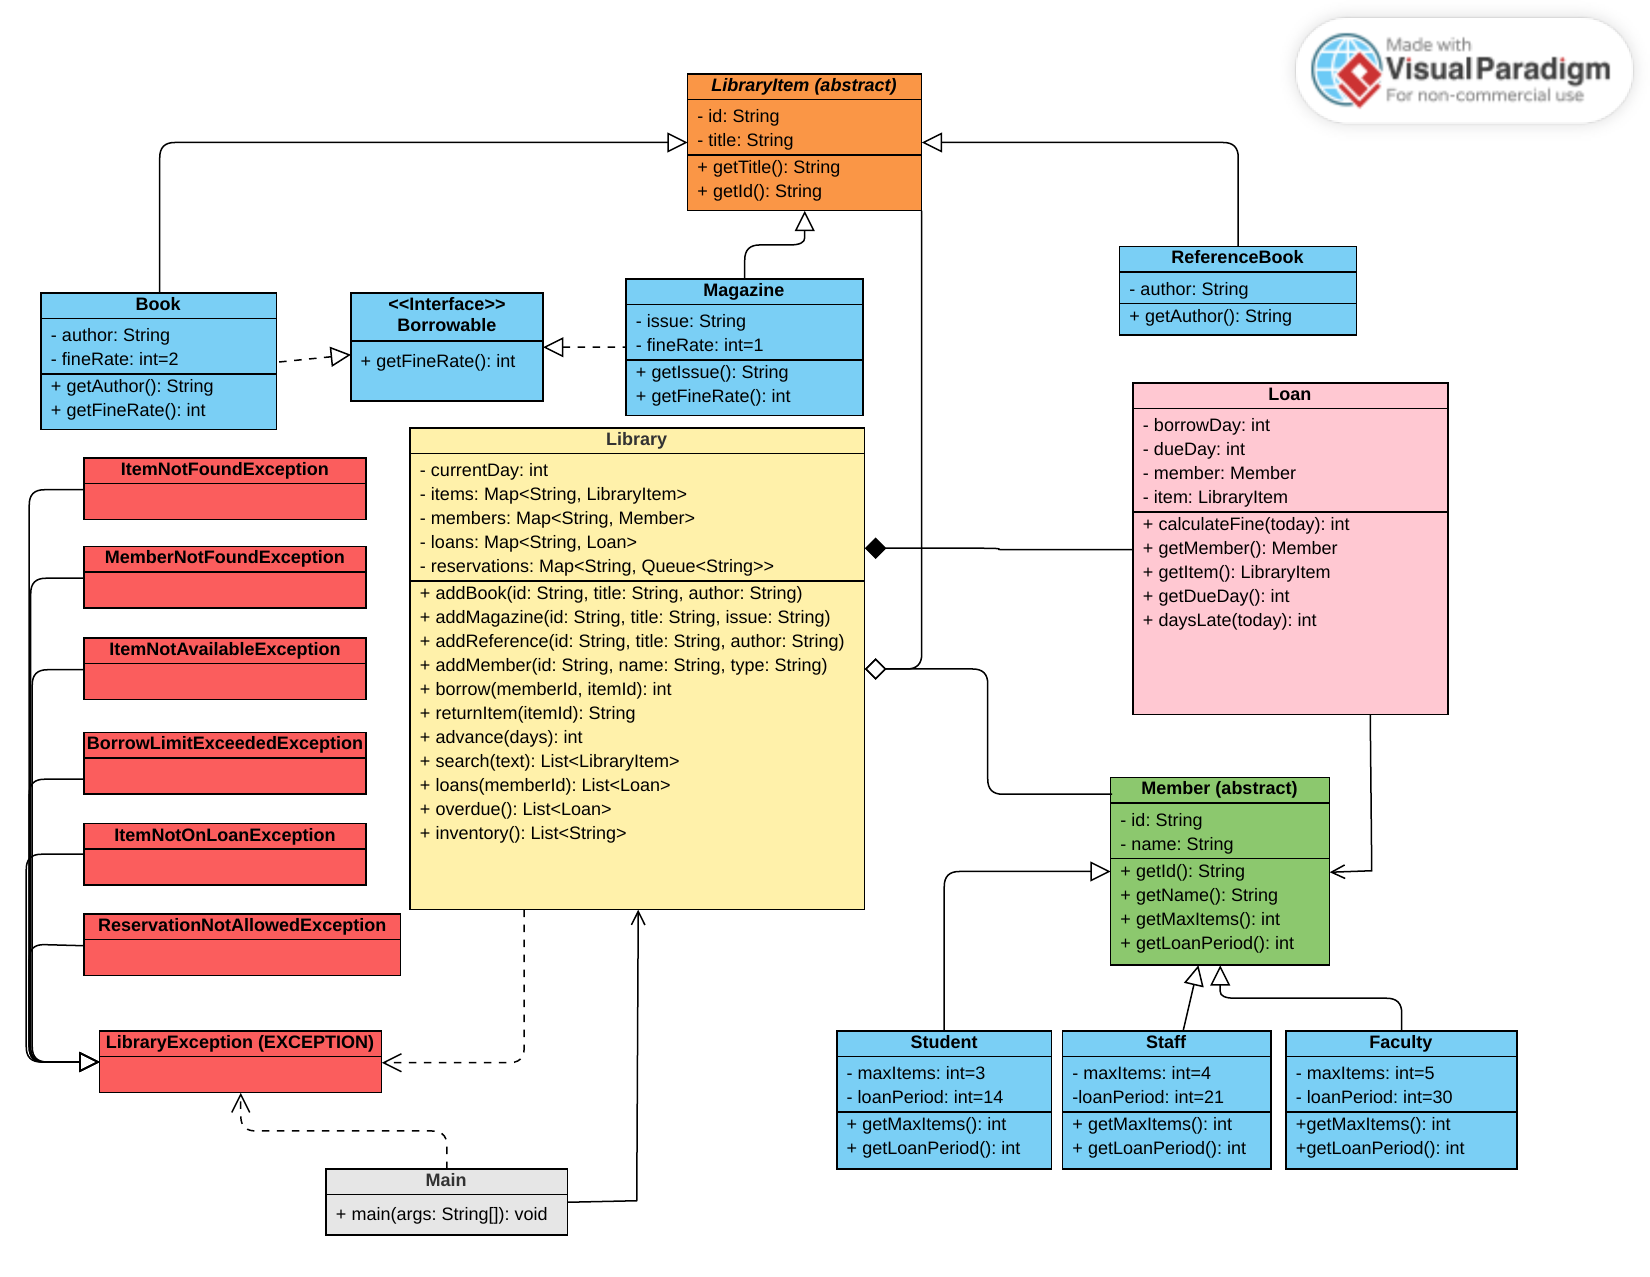 Made with
Visual Paradigm
For non-commercial use
LibraryItem (abstract)
- id: String
- title: String
+ getTitle(): String
+ getId(): String
ReferenceBook
- author: String
+ getAuthor(): String
Book
- author: String
- fineRate: int=2
+ getAuthor(): String
+ getFineRate(): int
<<Interface>>
Borrowable
+ getFineRate(): int
Magazine
- issue: String
- fineRate: int=1
+ getIssue(): String
+ getFineRate(): int
Loan
- borrowDay: int
- dueDay: int
- member: Member
- item: LibraryItem
+ calculateFine(today): int
+ getMember(): Member
+ getItem(): LibraryItem
+ getDueDay(): int
+ daysLate(today): int
Library
- currentDay: int
- items: Map<String, LibraryItem>
- members: Map<String, Member>
- loans: Map<String, Loan>
- reservations: Map<String, Queue<String>>
+ addBook(id: String, title: String, author: String)
+ addMagazine(id: String, title: String, issue: String)
+ addReference(id: String, title: String, author: String)
+ addMember(id: String, name: String, type: String)
+ borrow(memberId, itemId): int
+ returnItem(itemId): String
+ advance(days): int
+ search(text): List<LibraryItem>
+ loans(memberId): List<Loan>
+ overdue(): List<Loan>
+ inventory(): List<String>
ItemNotFoundException
MemberNotFoundException
ItemNotAvailableException
BorrowLimitExceededException
ItemNotOnLoanException
ReservationNotAllowedException
LibraryException (EXCEPTION)
Member (abstract)
- id: String
- name: String
+ getId(): String
+ getName(): String
+ getMaxItems(): int
+ getLoanPeriod(): int
Student
- maxItems: int=3
- loanPeriod: int=14
+ getMaxItems(): int
+ getLoanPeriod(): int
Staff
- maxItems: int=4
-loanPeriod: int=21
+ getMaxItems(): int
+ getLoanPeriod(): int
Faculty
- maxItems: int=5
- loanPeriod: int=30
+getMaxItems(): int
+getLoanPeriod(): int
Main
+ main(args: String[]): void